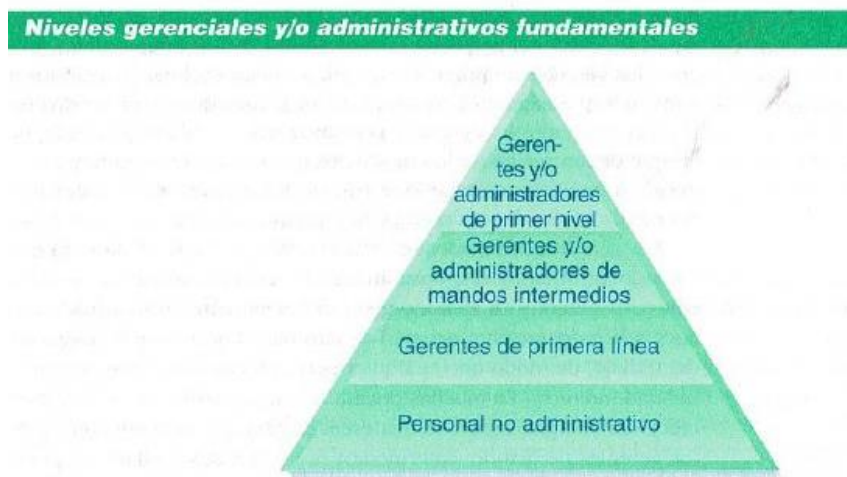 Niveles gerenciales y/o administrativos fundamentales
Geren-
tes y/o
administradores
de primer nivel
Gerentes y/o
administradores de
mandos intermedios
Gerentes de primera línea
Personal no administrativo